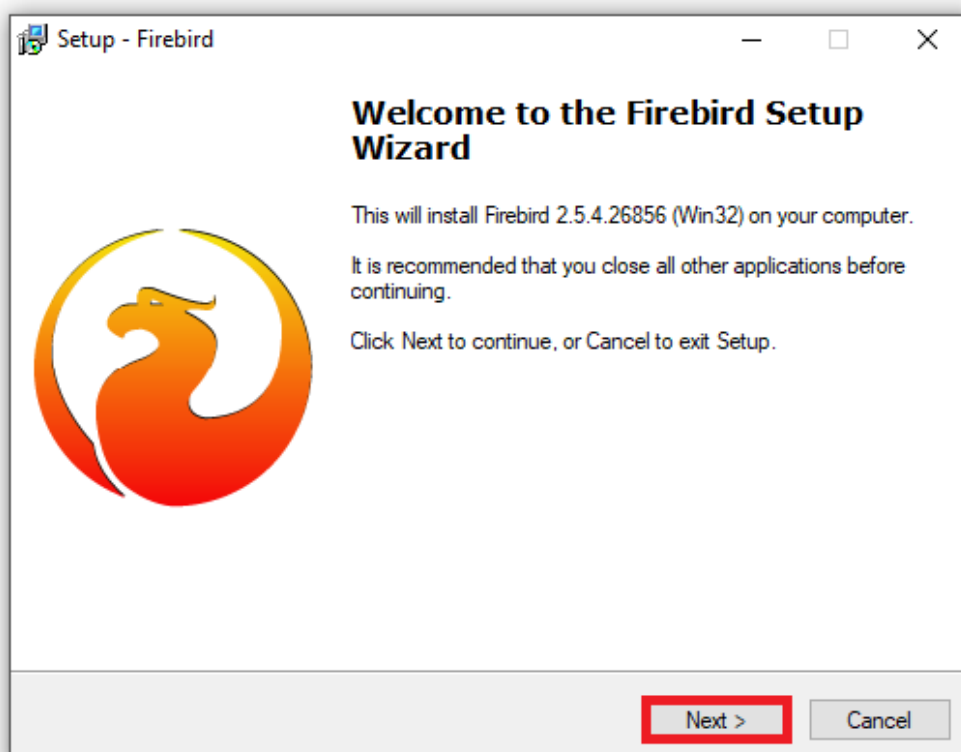 Setup - Firebird
Welcome to the Firebird Setup
Wizard
This will install Firebird 2.5.4.26856 (Win32) on your computer.
It is recommended that you close all other applications before
continuing.
Click Next to continue, or Cancel to exit Setup.
Next >
Cancel